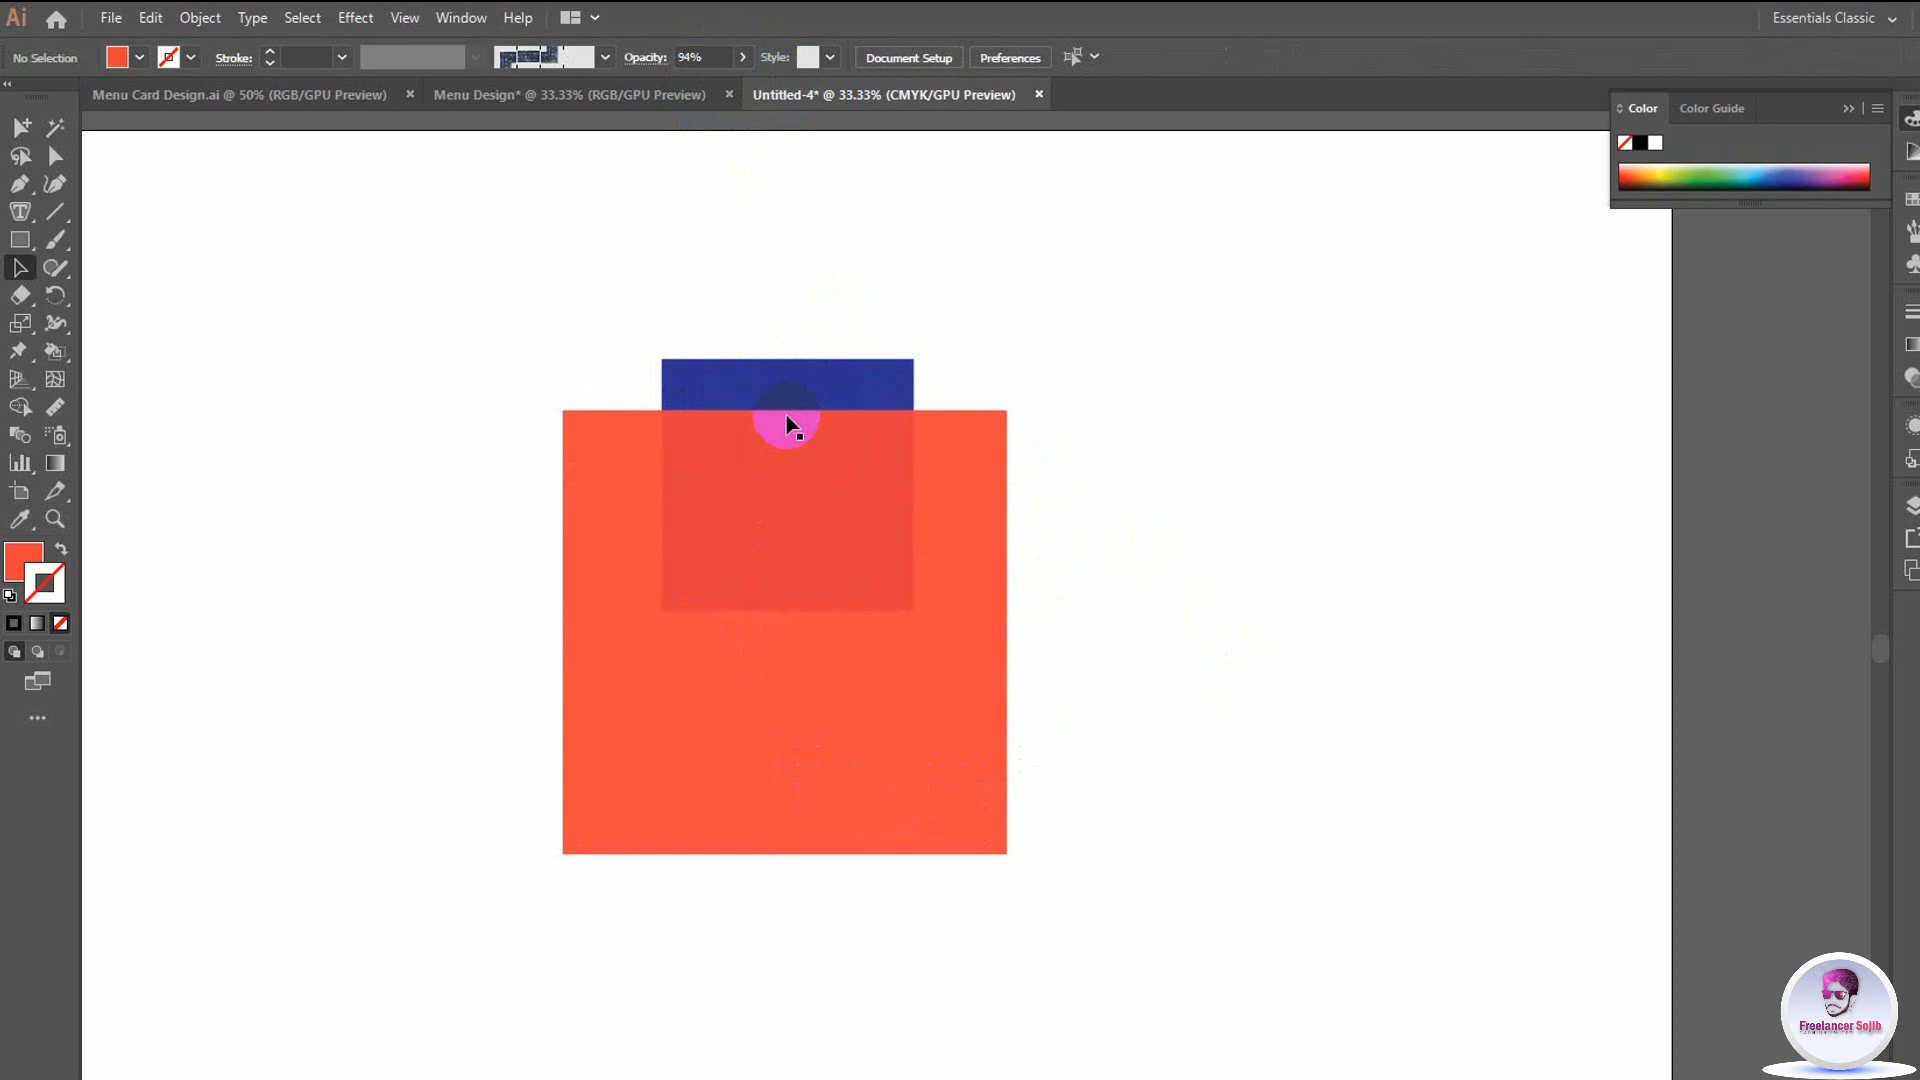 Ai File Edit Object Type Select Effect View Window Help Essentials Classic
No Selection Stroke: Opacity: 94% Style: Document Setup Preferences
Menu Card Design.ai @ 50% (RGB/GPU Preview) Menu Design* @ 33.33% (RGB/GPU Preview) Untitled-4* @ 33.33% (CMYK/GPU Preview)
Color Color Guide
Freelancer Sojib